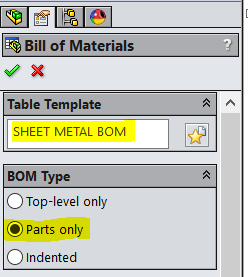 Bill of Materials ?
Table Template
SHEET METAL BOM
BOM Type
Top-level only
Parts only
Indented